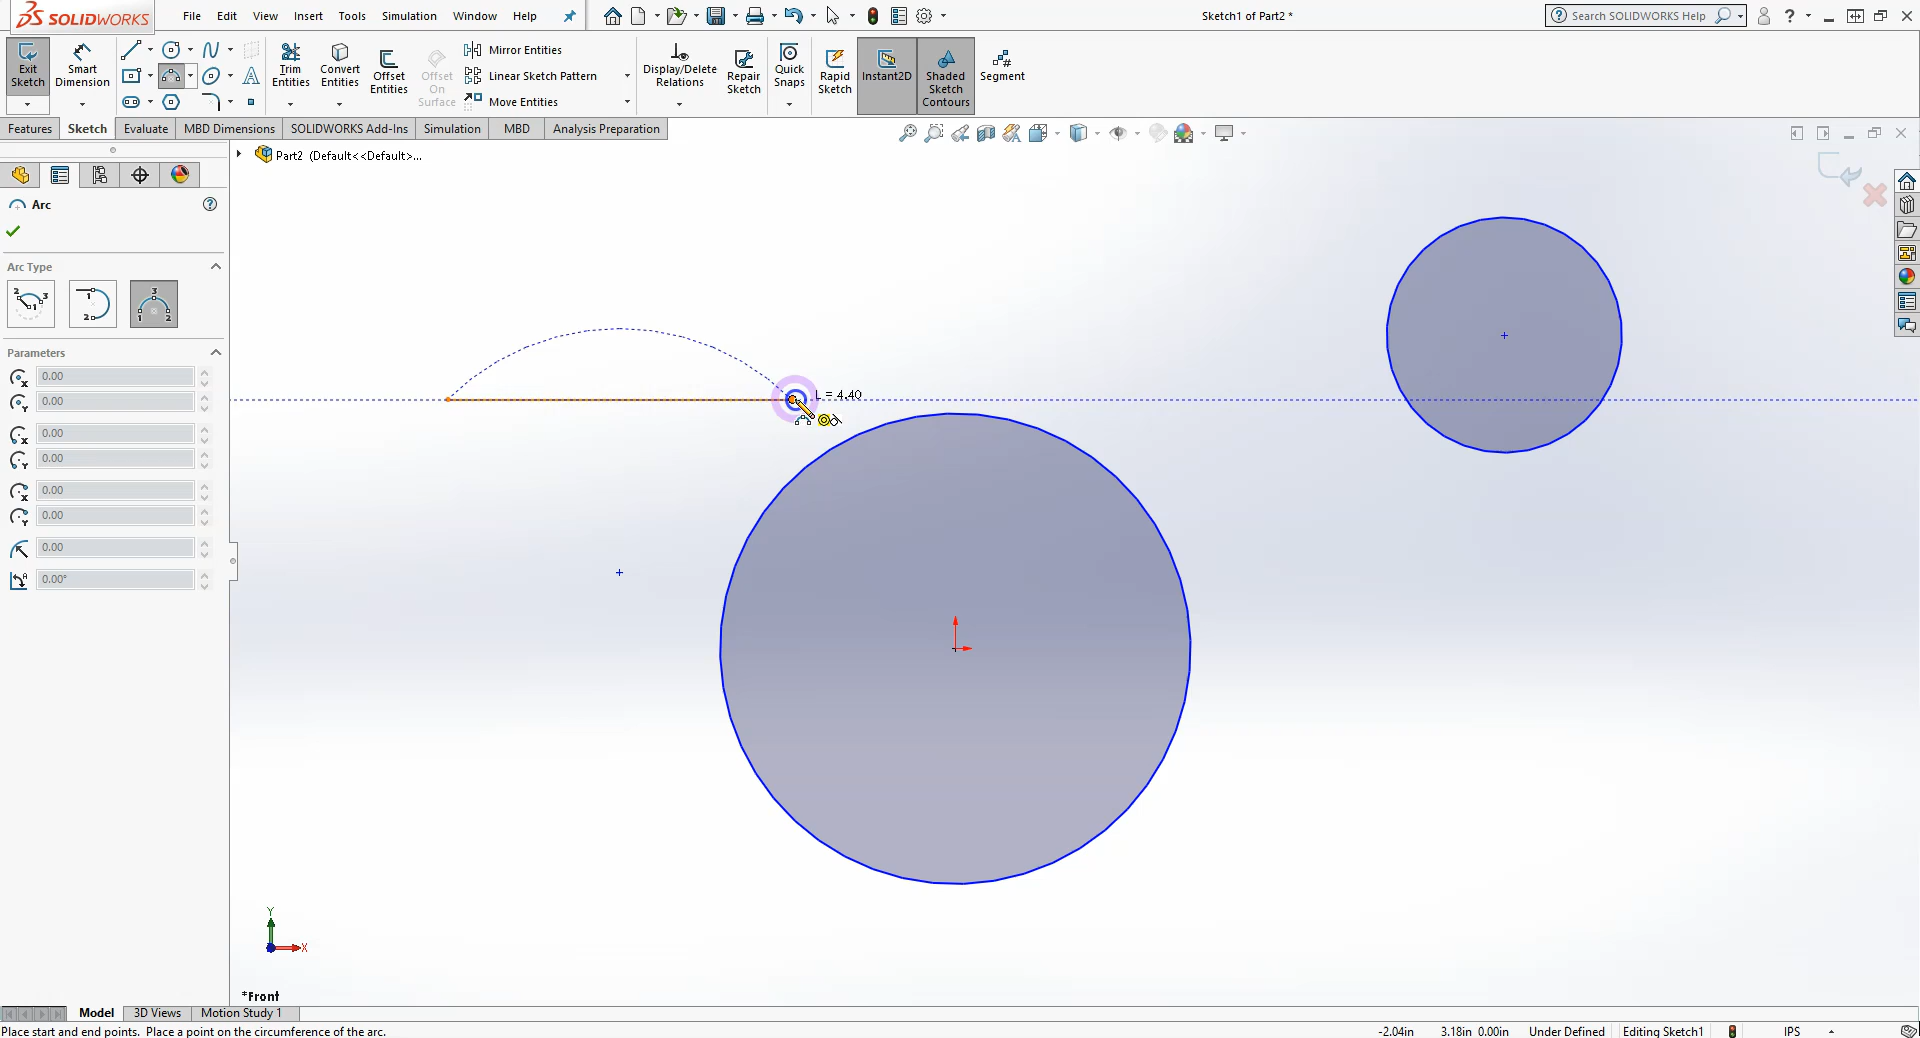 SOLIDWORKS
File Edit View Insert Tools Simulation Window Help
Sketch1 of Part2 *
Search SOLIDWORKS Help
Exit Sketch
Smart Dimension
Trim Entities
Convert Entities
Offset Entities
Offset On Surface
Mirror Entities
Linear Sketch Pattern
Move Entities
Display/Delete Relations
Repair Sketch
Quick Snaps
Rapid Sketch
Instant2D
Shaded Sketch Contours
Segment
Features Sketch Evaluate MBD Dimensions SOLIDWORKS Add-Ins Simulation MBD Analysis Preparation
Part2 (Default<<Default>...
Arc
Arc Type
Parameters
0.00
0.00
0.00
0.00
0.00
0.00
0.00
0.00°
L = 4.40
Y
X
*Front
Model 3D Views Motion Study 1
Place start and end points. Place a point on the circumference of the arc.
-2.04in 3.18in 0.00in Under Defined Editing Sketch1 IPS